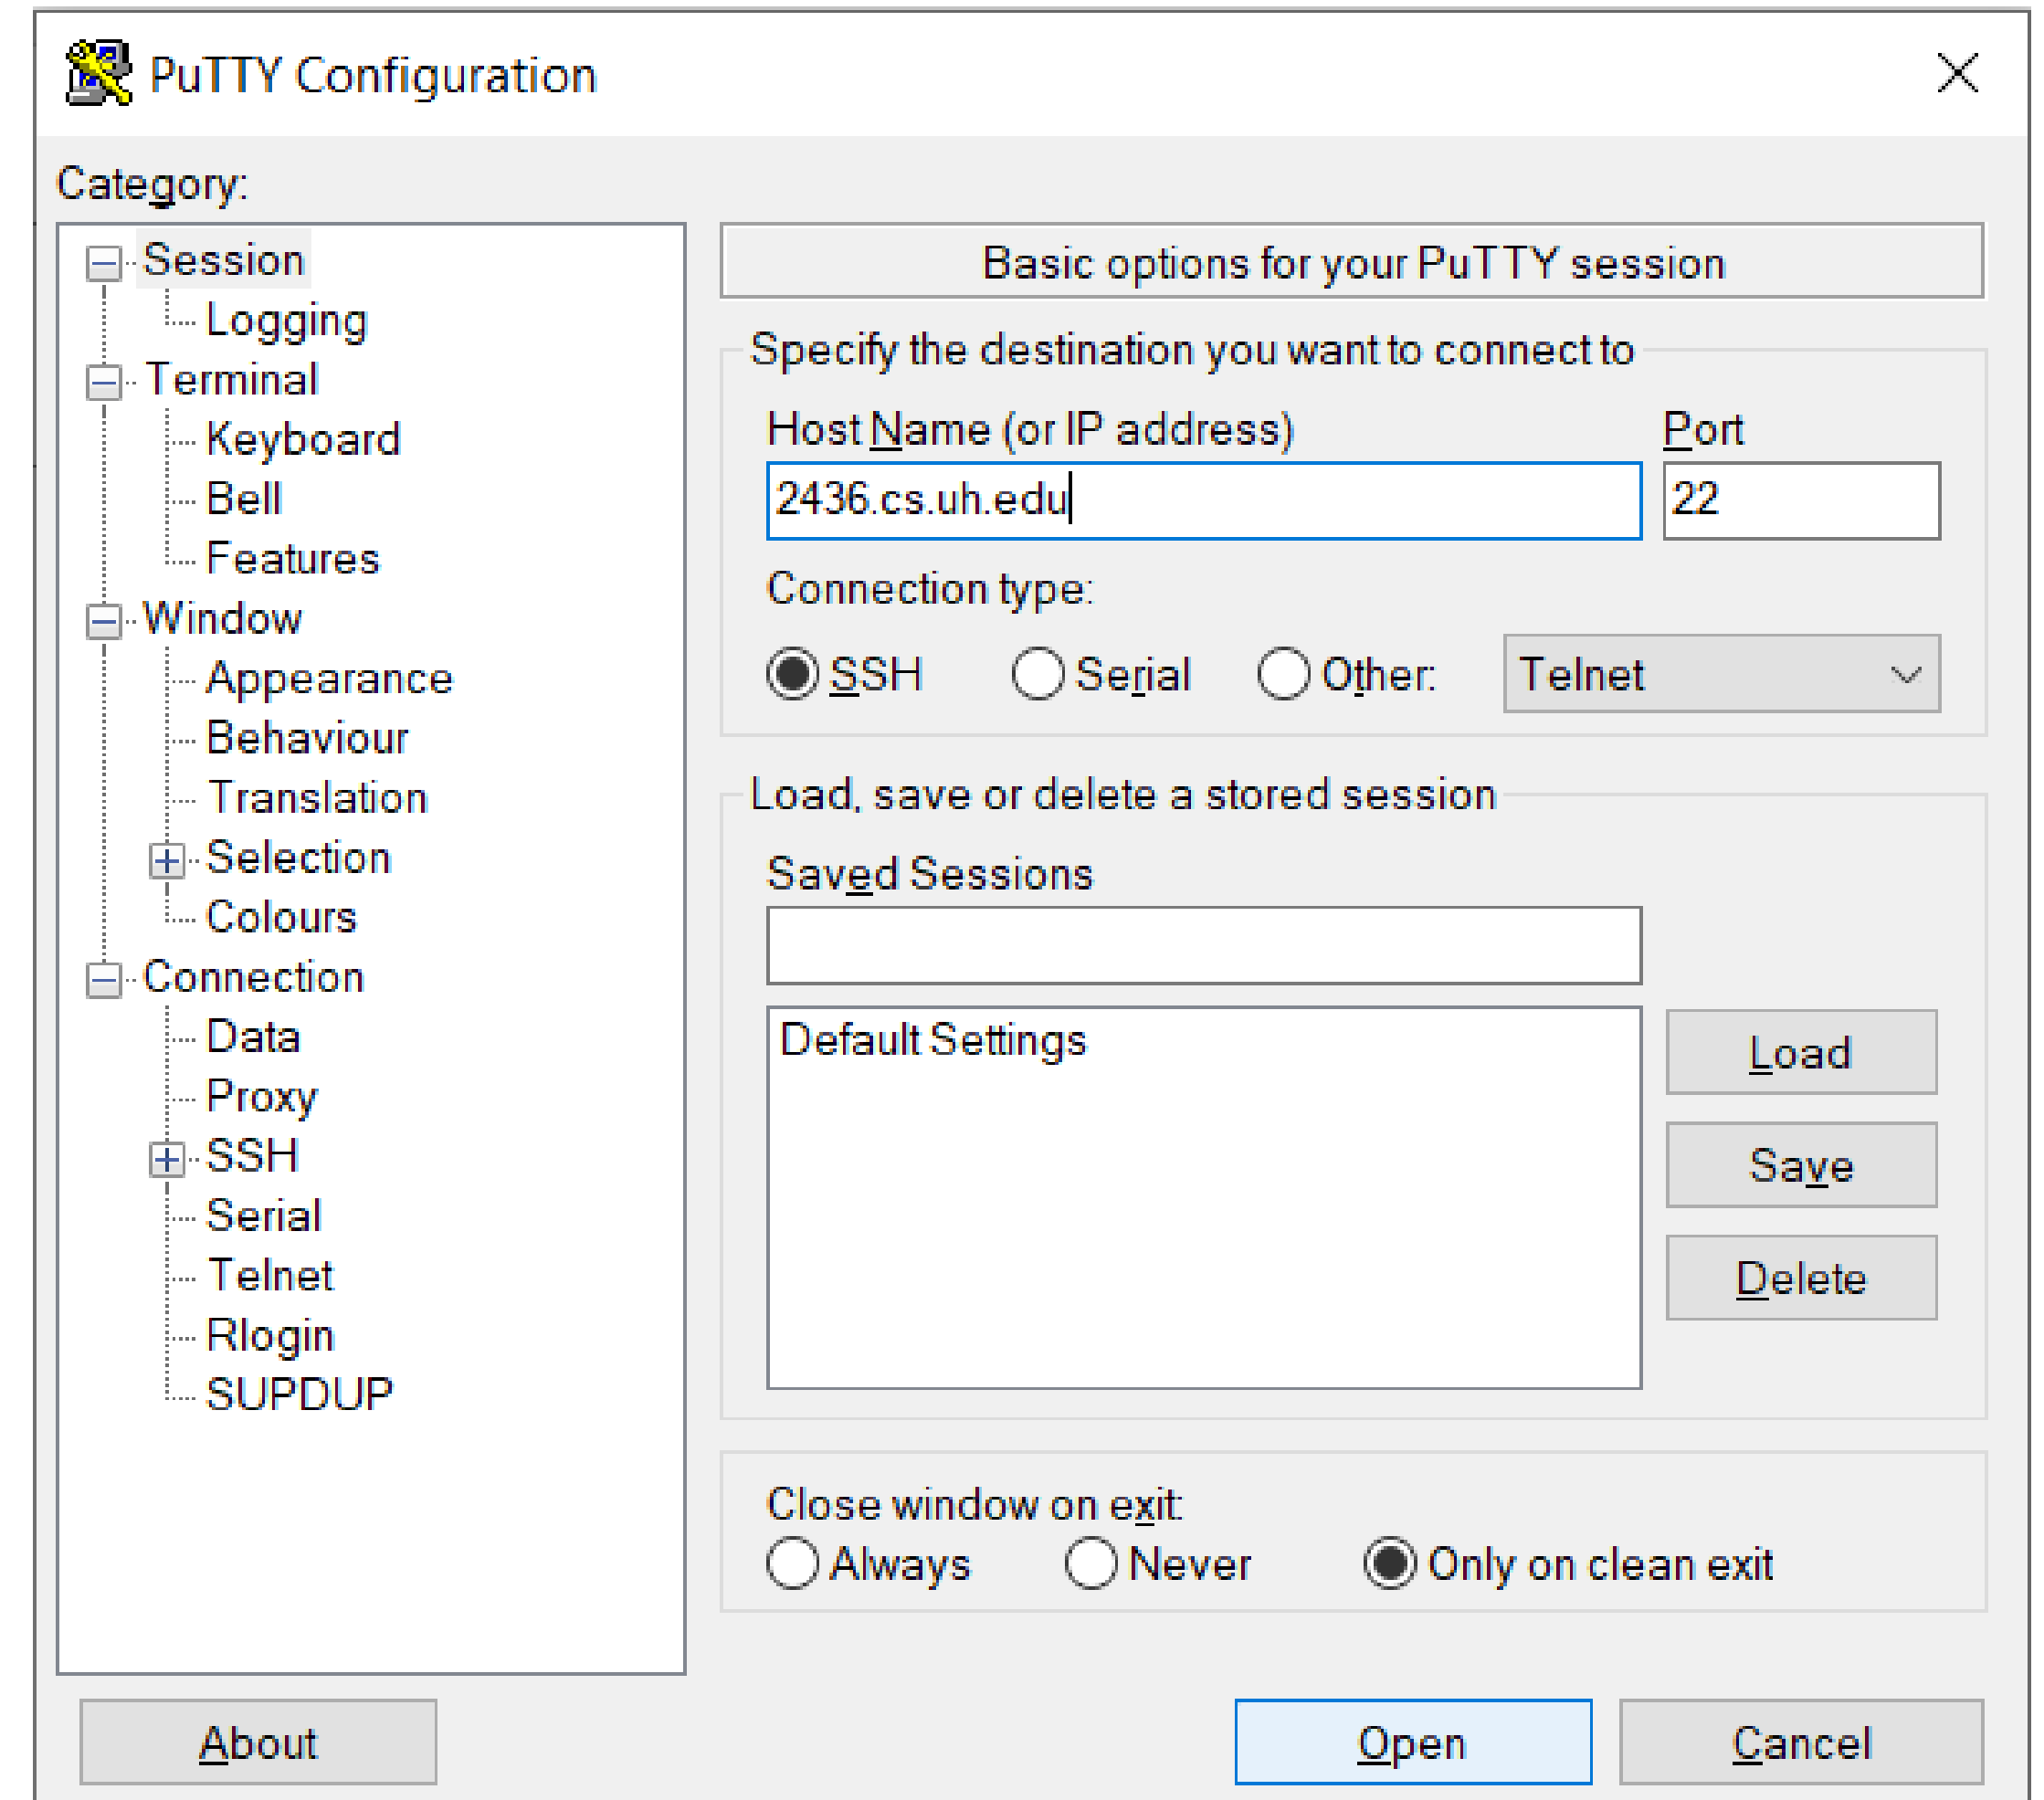 PuTTY Configuration
Category:
Session
Logging
Terminal
Keyboard
Bell
Features
Window
Appearance
Behaviour
Translation
Selection
Colours
Connection
Data
Proxy
SSH
Serial
Telnet
Rlogin
SUPDUP
Basic options for your PuTTY session
Specify the destination you want to connect to
Host Name (or IP address) Port
2436.cs.uh.edu 22
Connection type:
SSH Serial Other: Telnet
Load, save or delete a stored session
Saved Sessions
Default Settings
Load
Save
Delete
Close window on exit:
Always Never Only on clean exit
About Open Cancel